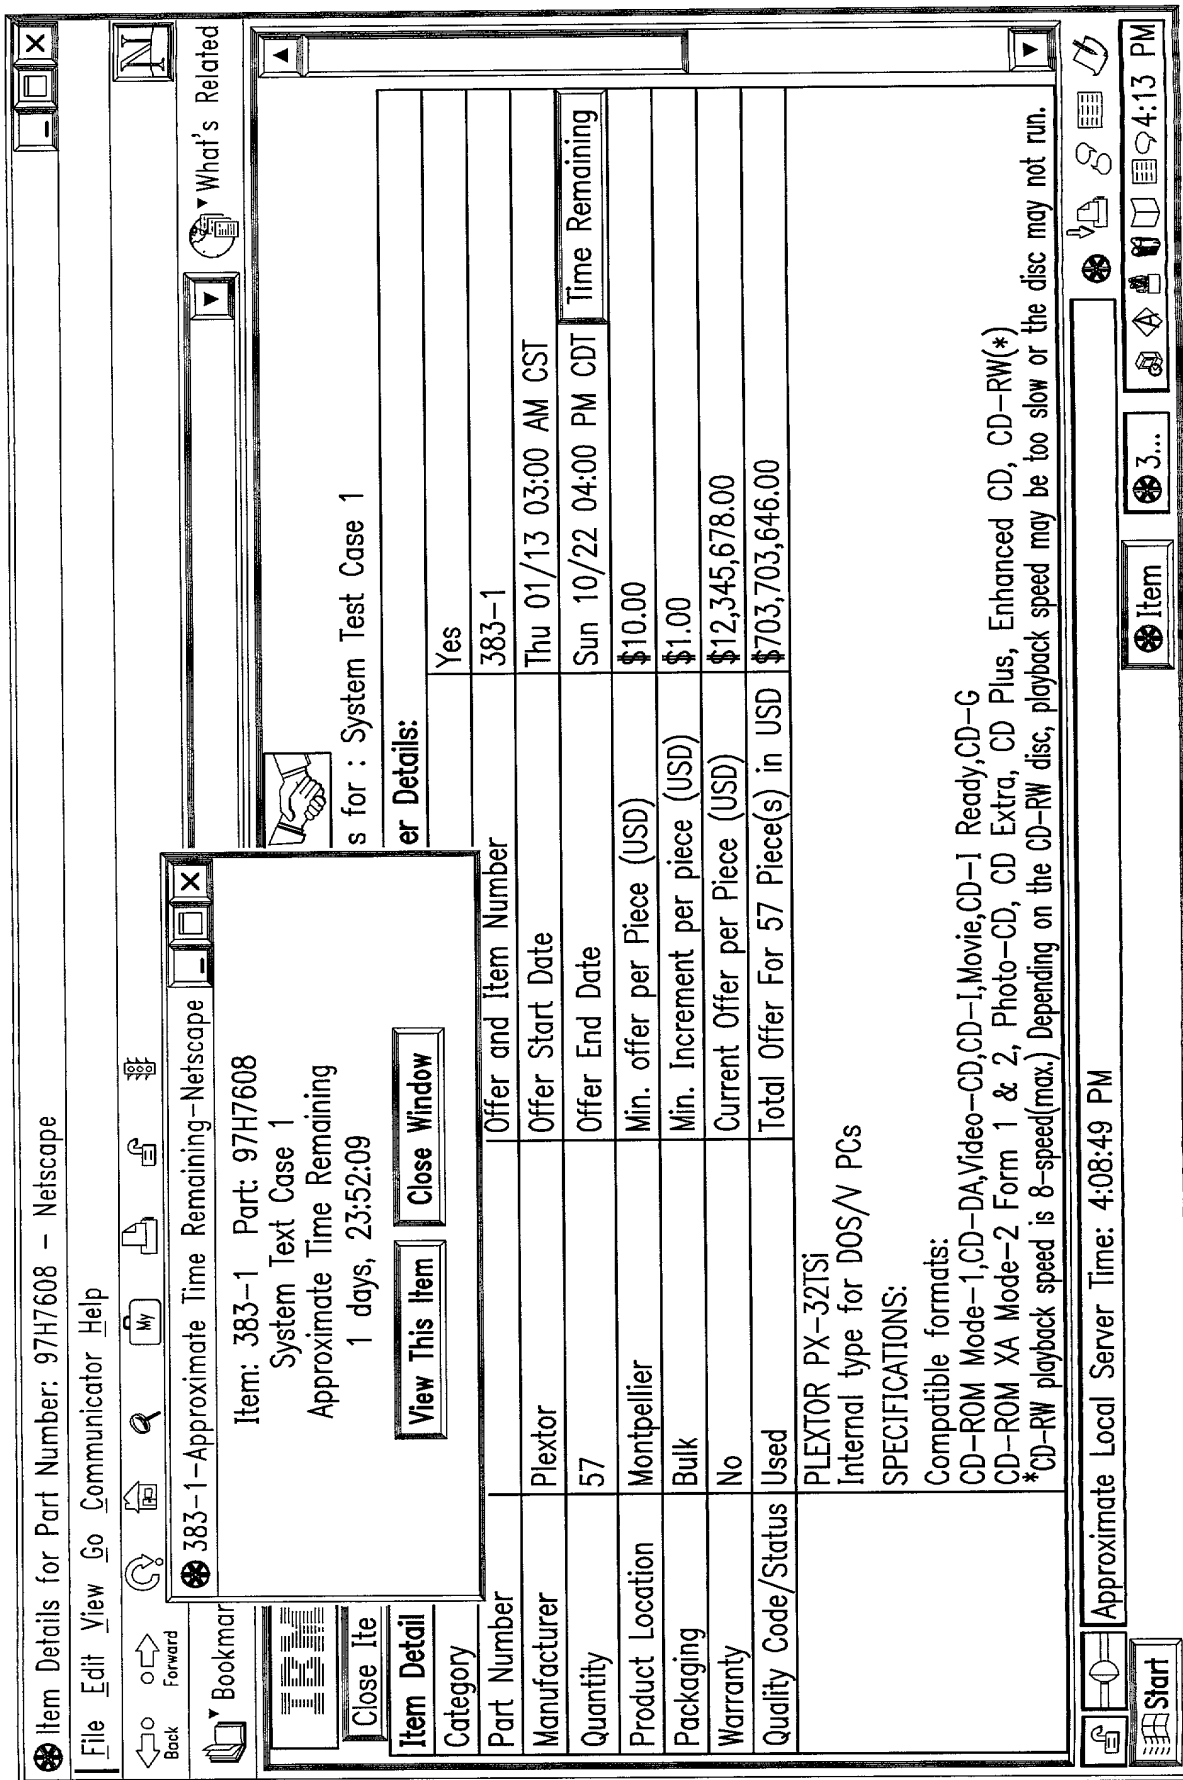 Item Details for Part Number: 97H7608 – Netscape
File Edit View Go Communicator Help
Back Forward My N
Bookmar What's Related
383-1-Approximate Time Remaining-Netscape
Item: 383-1 Part: 97H7608
System Text Case 1
Approximate Time Remaining
1 days, 23:52:09
View This Item Close Window
IBM
Close Ite s for : System Test Case 1
Item Detail er Details:
Category Yes
Part Number Offer and Item Number 383-1
Manufacturer Plextor Offer Start Date Thu 01/13 03:00 AM CST
Quantity 57 Offer End Date Sun 10/22 04:00 PM CDT Time Remaining
Product Location Montpellier Min. offer per Piece (USD) $10.00
Packaging Bulk Min. Increment per piece (USD) $1.00
Warranty No Current Offer per Piece (USD) $12,345,678.00
Quality Code/Status Used Total Offer For 57 Piece(s) in USD $703,703,646.00
PLEXTOR PX-32TSi
Internal type for DOS/V PCs
SPECIFICATIONS:
Compatible formats:
CD-ROM Mode-1,CD-DA,Video-CD,CD-I,Movie,CD-I Ready,CD-G
CD-ROM XA Mode-2 Form 1 & 2, Photo-CD, CD Extra, CD Plus, Enhanced CD, CD-RW(*)
*CD-RW playback speed is 8-speed(max.) Depending on the CD-RW disc, playback speed may be too slow or the disc may not run.
Approximate Local Server Time: 4:08:49 PM
Start Item 3... 4:13 PM